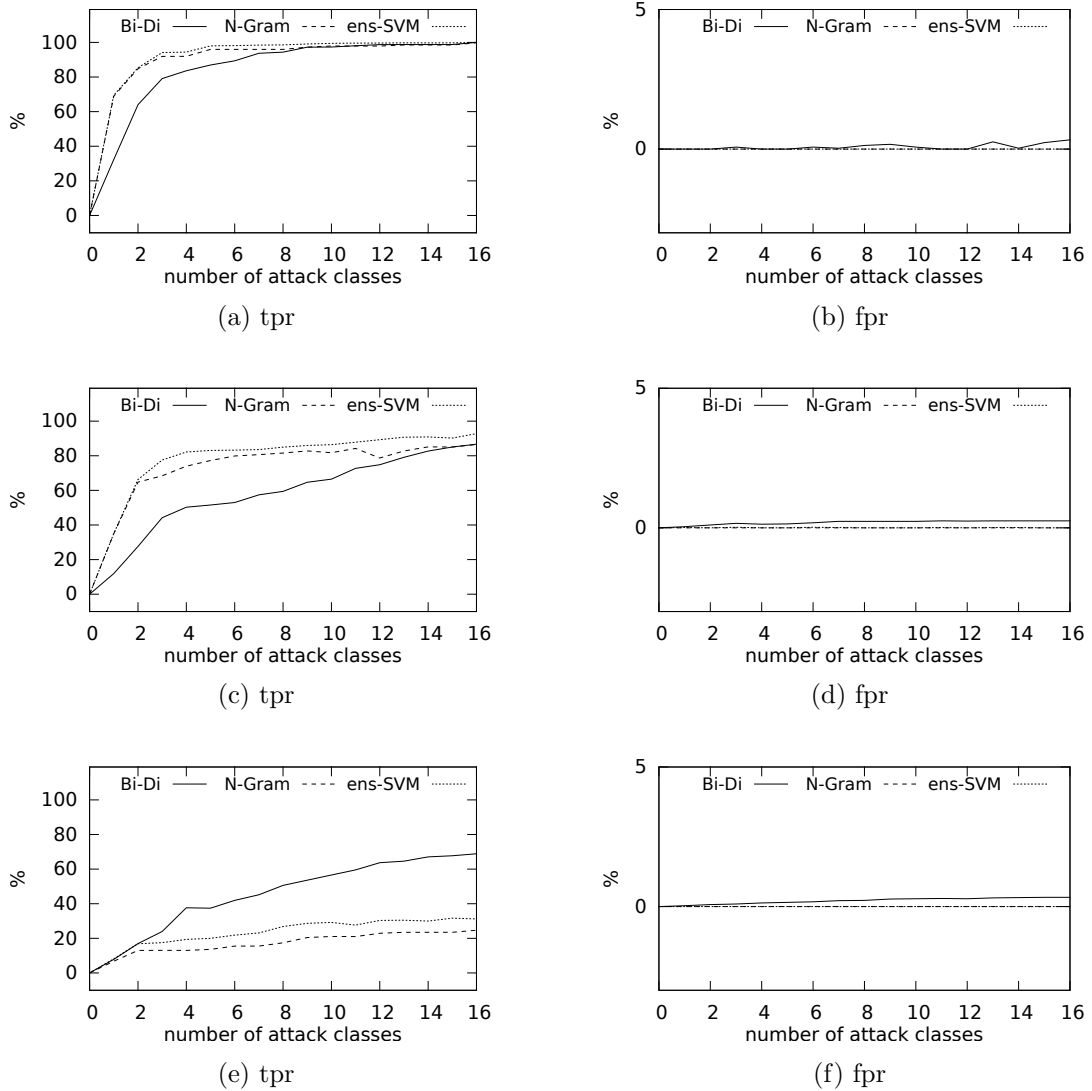 Bi-Di N-Gram ens-SVM
100
80
60
40
20
0
%
0 2 4 6 8 10 12 14 16
number of attack classes
(a) tpr
5
Bi-Di N-Gram ens-SVM
0
%
0 2 4 6 8 10 12 14 16
number of attack classes
(b) fpr
Bi-Di N-Gram ens-SVM
100
80
60
40
20
0
%
0 2 4 6 8 10 12 14 16
number of attack classes
(c) tpr
5
Bi-Di N-Gram ens-SVM
0
%
0 2 4 6 8 10 12 14 16
number of attack classes
(d) fpr
Bi-Di N-Gram ens-SVM
100
80
60
40
20
0
%
0 2 4 6 8 10 12 14 16
number of attack classes
(e) tpr
5
Bi-Di N-Gram ens-SVM
0
%
0 2 4 6 8 10 12 14 16
number of attack classes
(f) fpr